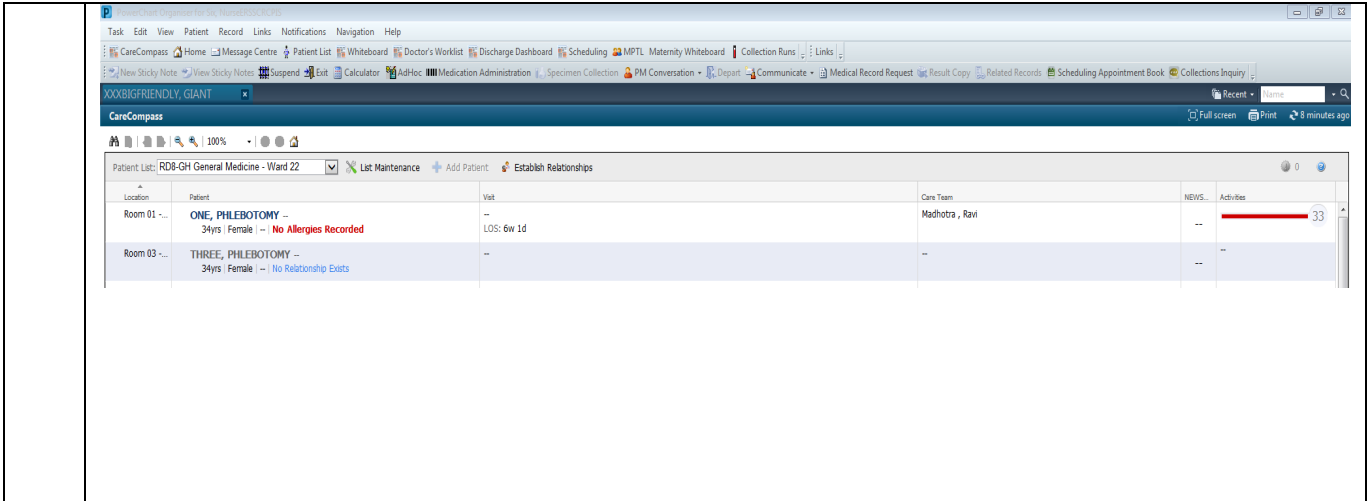 PowerChart Organiser for
Task Edit View Patient Record Links Notifications Navigation Help
CareCompass Home Message Centre Patient List Whiteboard Doctor's Worklist Discharge Dashboard Scheduling MPTL Maternity Whiteboard Collection Runs Links
New Sticky Note View Sticky Notes Suspend Exit Calculator AdHoc Medication Administration Specimen Collection PM Conversation Depart Communicate Medical Record Request Result Copy Related Records Scheduling Appointment Book Collections Inquiry
XXXBIGFRIENDLY, GIANT x Recent Name
CareCompass Full screen Print 8 minutes ago
100%
Patient List: RD8-GH General Medicine - Ward 22 List Maintenance Add Patient Establish Relationships 0
Location Patient Visit Care Team NEWS... Activities
Room 01 -... ONE, PHLEBOTOMY -- -- Madhotra , Ravi -- 33
34yrs | Female | -- | No Allergies Recorded LOS: 6w 1d
Room 03 -... THREE, PHLEBOTOMY -- -- -- -- --
34yrs | Female | -- | No Relationship Exists